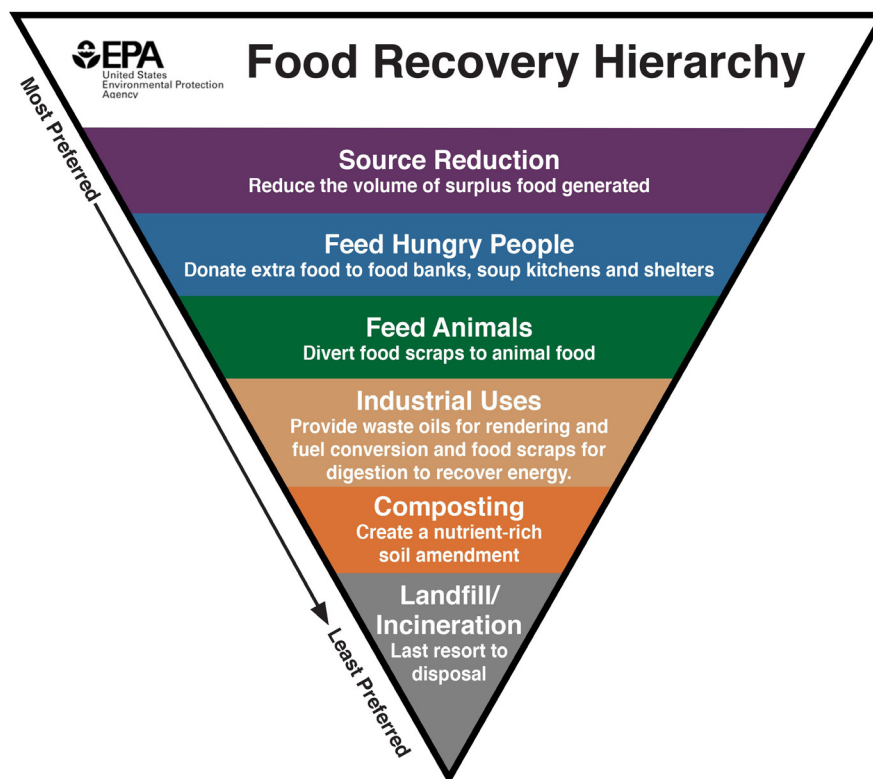 EPA
United States
Environmental Protection
Agency
Food Recovery Hierarchy
Most Preferred
Source Reduction
Reduce the volume of surplus food generated
Feed Hungry People
Donate extra food to food banks, soup kitchens and shelters
Feed Animals
Divert food scraps to animal food
Industrial Uses
Provide waste oils for rendering and
fuel conversion and food scraps for
digestion to recover energy.
Composting
Create a nutrient-rich
soil amendment
Landfill/
Incineration
Last resort to
disposal
Least Preferred